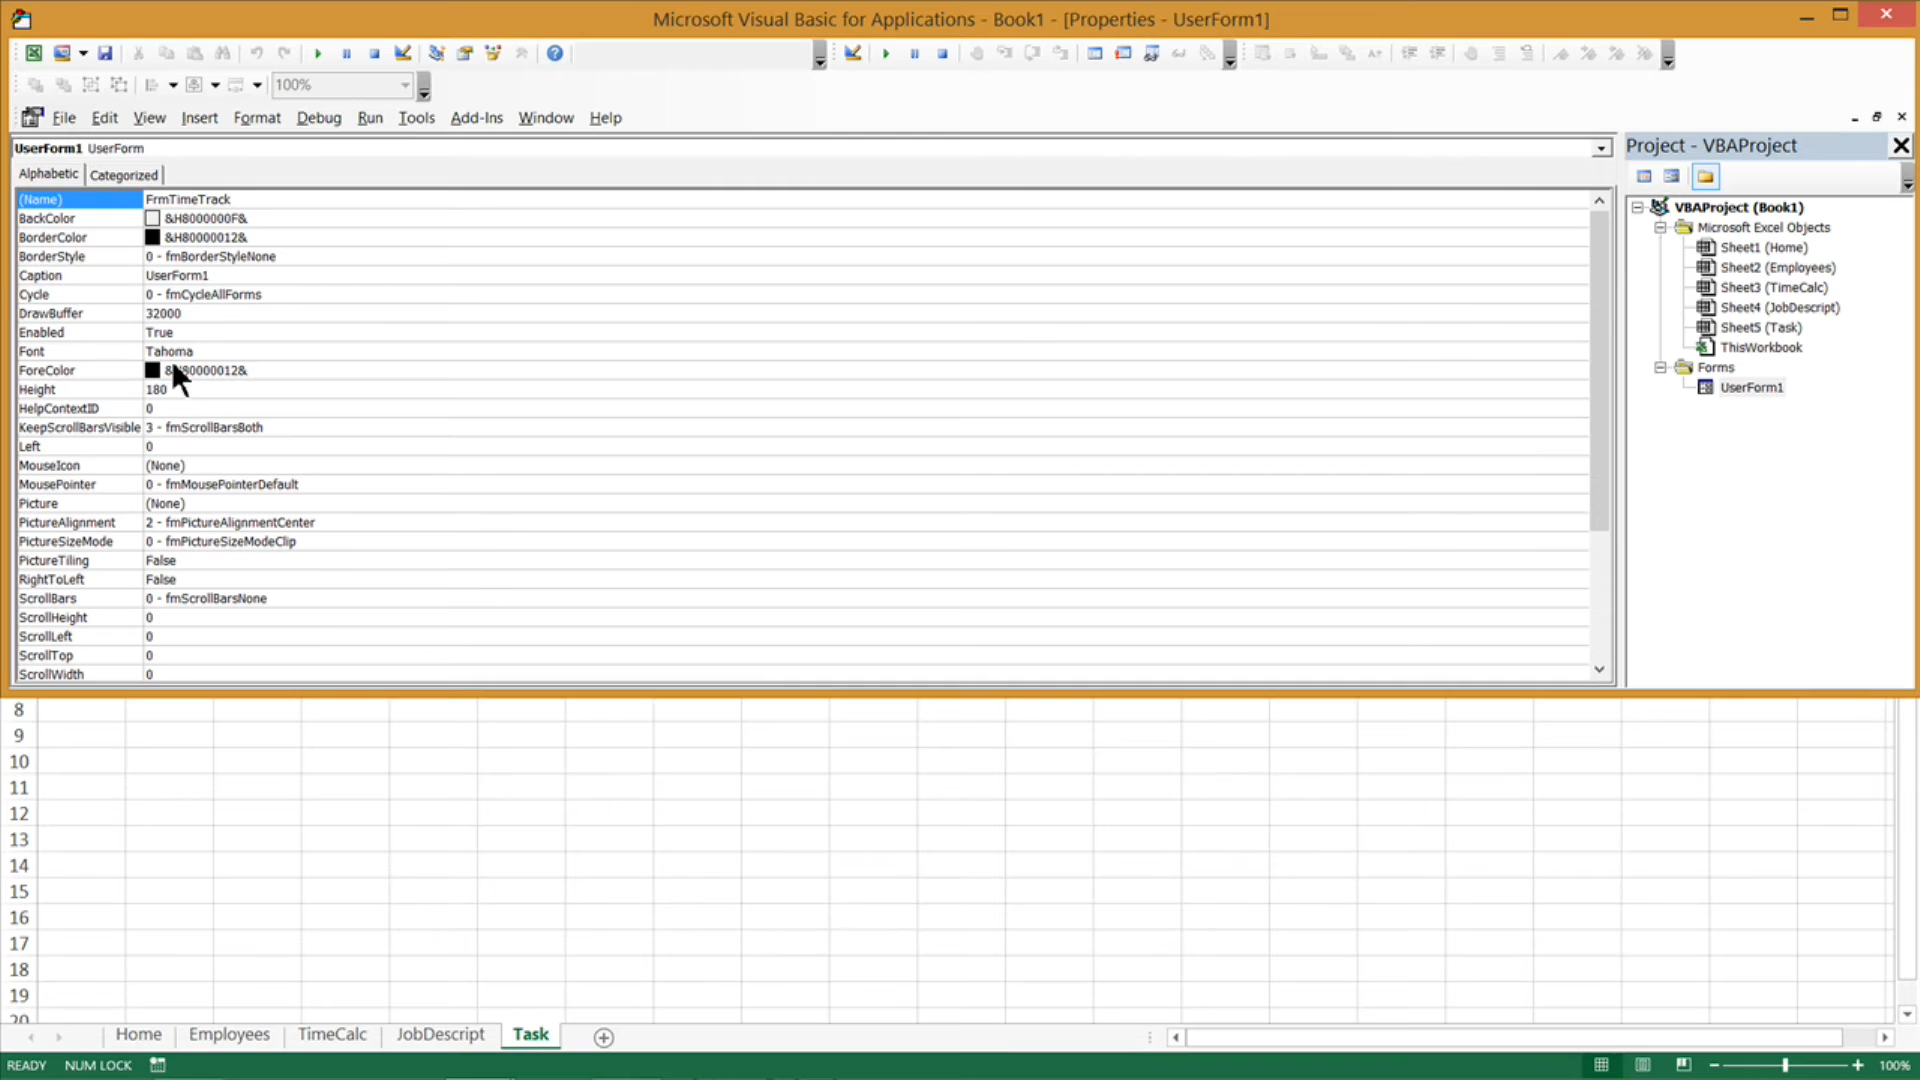 Microsoft Visual Basic for Applications - Book1 - [Properties - UserForm1]
100%
File Edit View Insert Format Debug Run Tools Add-Ins Window Help
UserForm1 UserForm
Alphabetic Categorized
(Name) FrmTimeTrack
BackColor &H8000000F&
BorderColor &H80000012&
BorderStyle 0 - fmBorderStyleNone
Caption UserForm1
Cycle 0 - fmCycleAllForms
DrawBuffer 32000
Enabled True
Font Tahoma
ForeColor &H80000012&
Height 180
HelpContextID 0
KeepScrollBarsVisible 3 - fmScrollBarsBoth
Left 0
MouseIcon (None)
MousePointer 0 - fmMousePointerDefault
Picture (None)
PictureAlignment 2 - fmPictureAlignmentCenter
PictureSizeMode 0 - fmPictureSizeModeClip
PictureTiling False
RightToLeft False
ScrollBars 0 - fmScrollBarsNone
ScrollHeight 0
ScrollLeft 0
ScrollTop 0
ScrollWidth 0
Project - VBAProject
VBAProject (Book1)
Microsoft Excel Objects
Sheet1 (Home)
Sheet2 (Employees)
Sheet3 (TimeCalc)
Sheet4 (JobDescript)
Sheet5 (Task)
ThisWorkbook
Forms
UserForm1
8
9
10
11
12
13
14
15
16
17
18
19
20
Home Employees TimeCalc JobDescript Task
READY NUM LOCK 100%